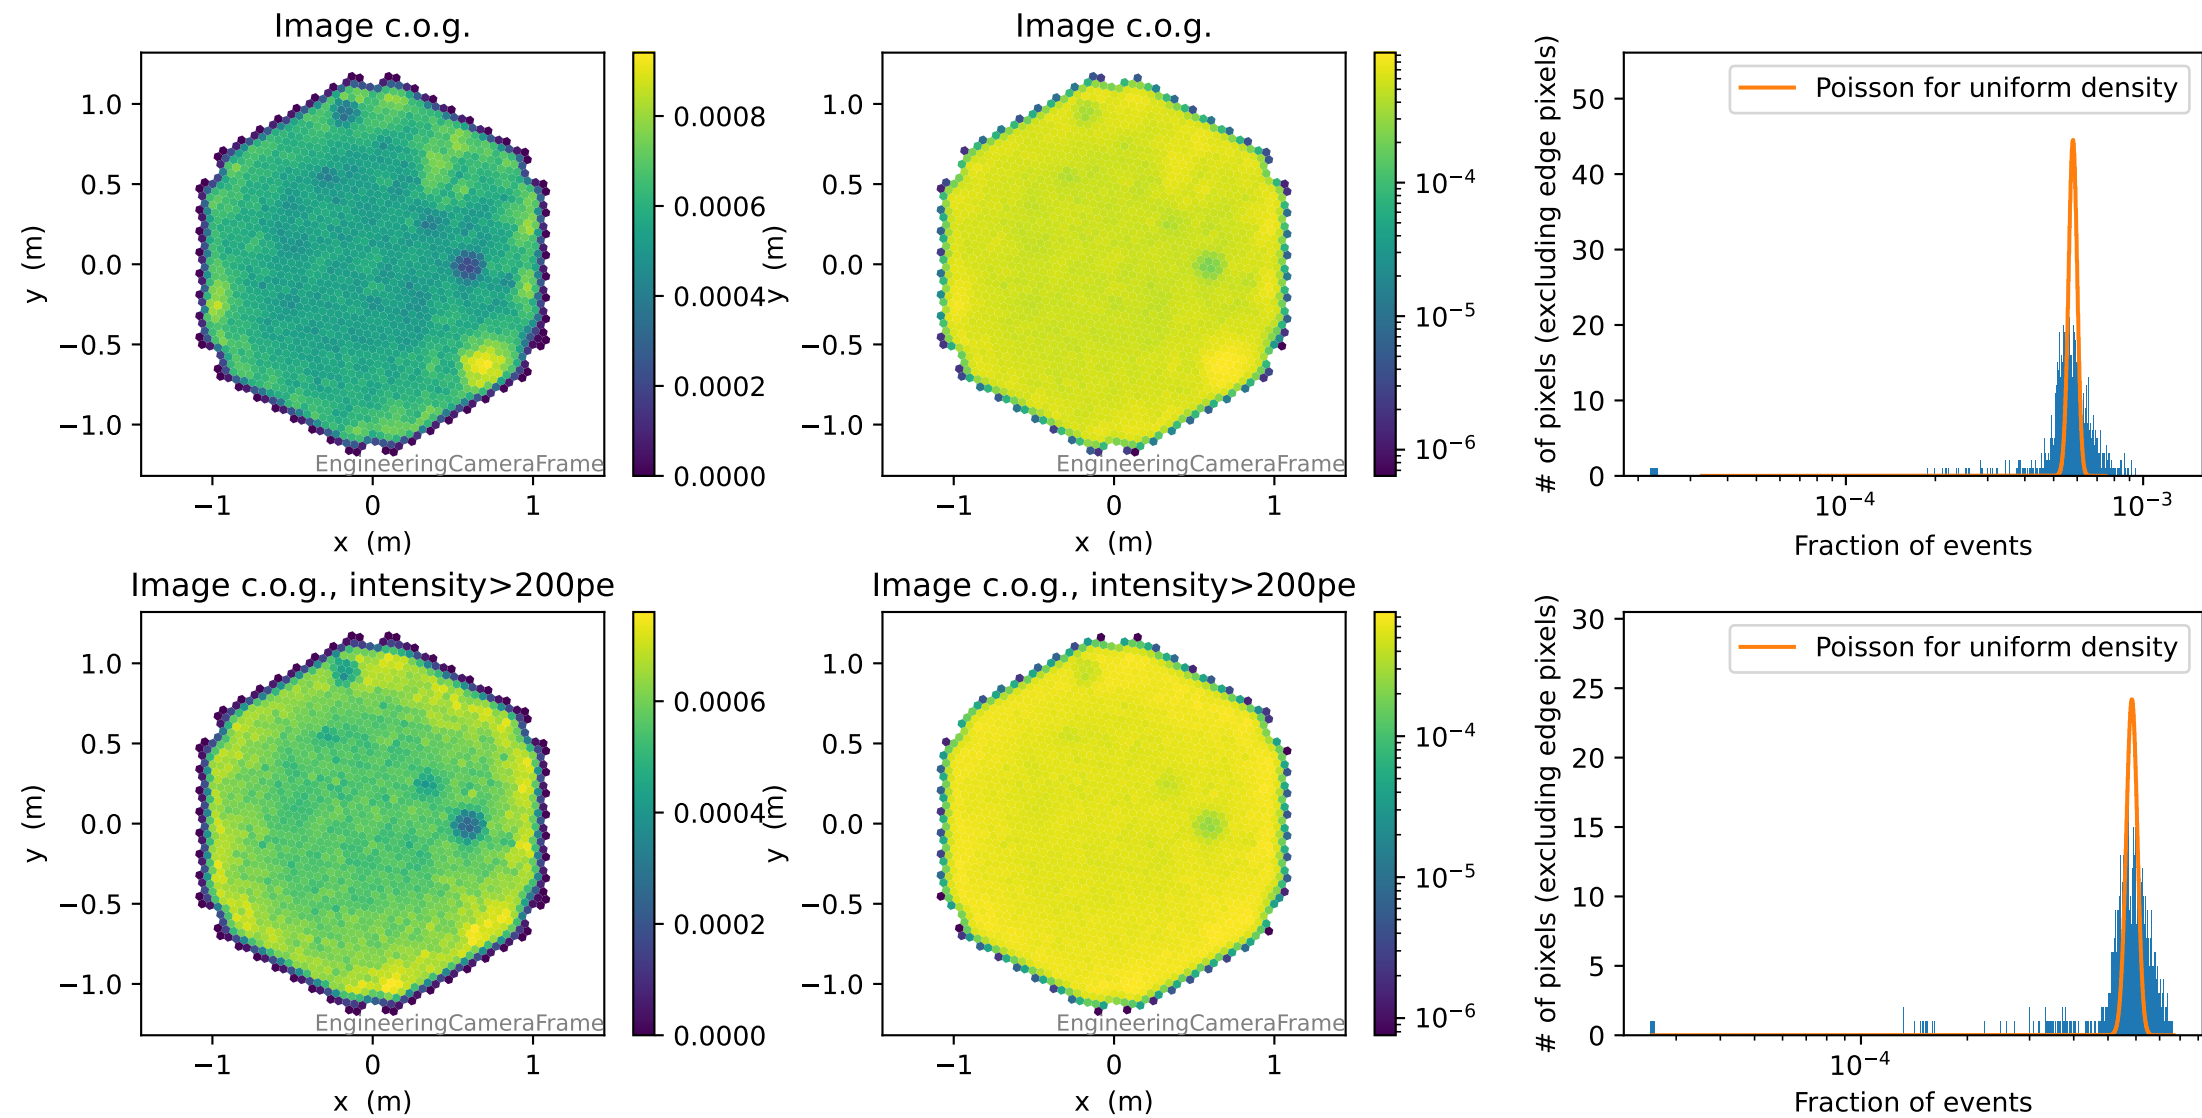 Image c.o.g.
1.0
0.5
0.0
−0.5
−1.0
y (m)
−1
0
1
x (m)
EngineeringCameraFrame
0.0008
0.0006
0.0004
0.0002
0.0000
Image c.o.g.
1.0
0.5
0.0
−0.5
−1.0
y (m)
−1
0
1
x (m)
EngineeringCameraFrame
10⁻⁴
10⁻⁵
10⁻⁶
# of pixels (excluding edge pixels)
50
40
30
20
10
0
Poisson for uniform density
10⁻⁴
10⁻³
Fraction of events
Image c.o.g., intensity>200pe
1.0
0.5
0.0
−0.5
−1.0
y (m)
−1
0
1
x (m)
EngineeringCameraFrame
0.0006
0.0004
0.0002
0.0000
Image c.o.g., intensity>200pe
1.0
0.5
0.0
−0.5
−1.0
y (m)
−1
0
1
x (m)
EngineeringCameraFrame
10⁻⁴
10⁻⁵
10⁻⁶
# of pixels (excluding edge pixels)
30
25
20
15
10
5
0
Poisson for uniform density
10⁻⁴
Fraction of events